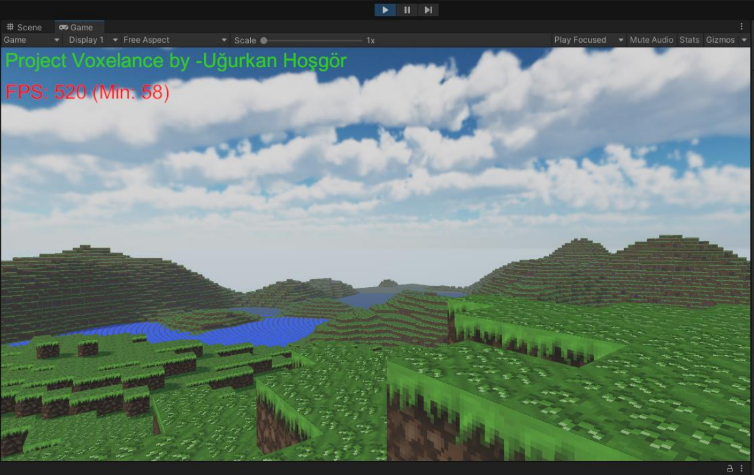 Scene Game
Game Display 1 Free Aspect Scale 1x Play Focused Mute Audio Stats Gizmos
Project Voxelance by -Uğurkan Hoşgör
FPS: 520 (Min: 58)